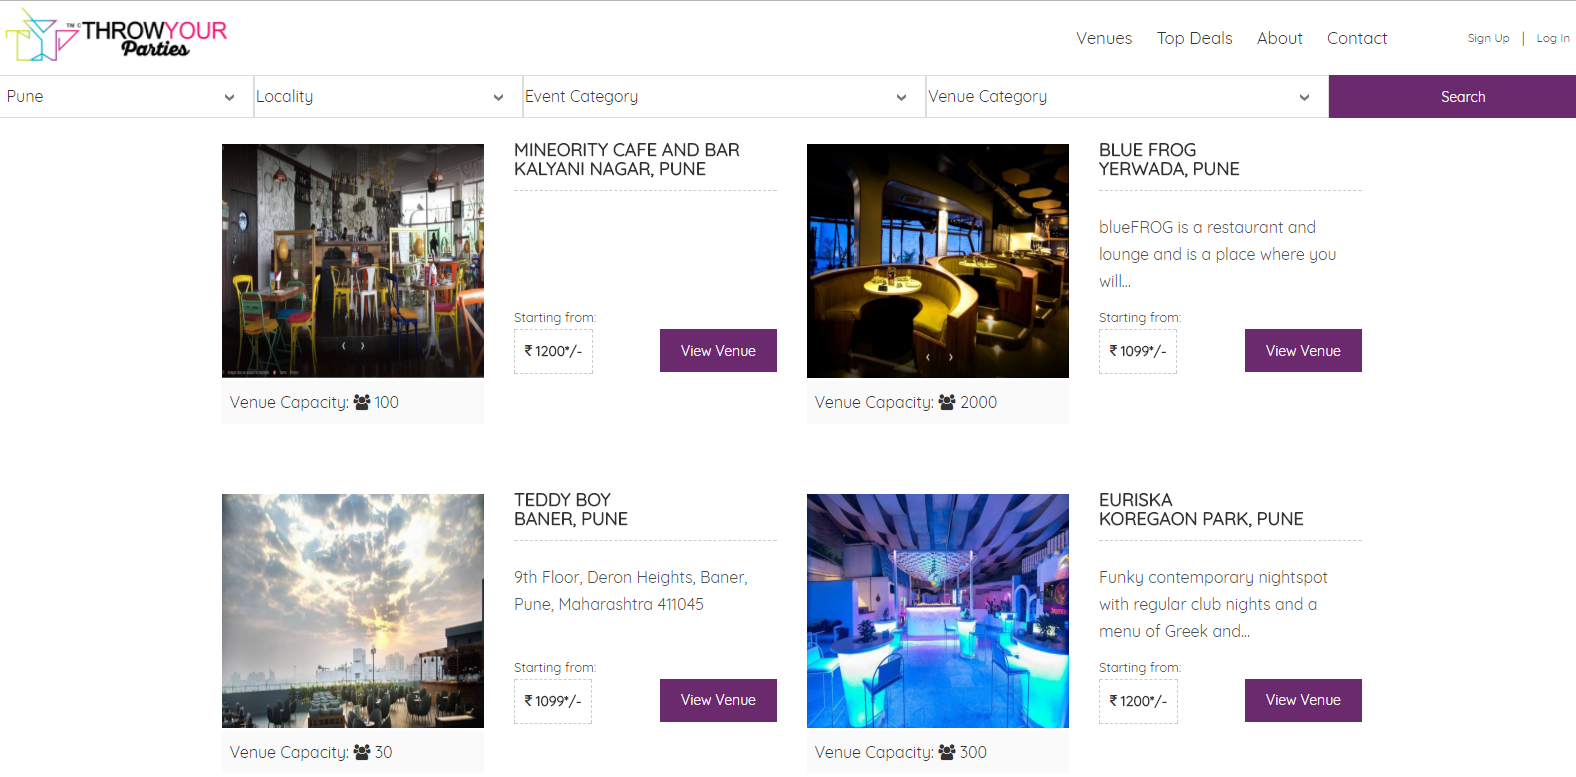 TM © THROWYOUR
Parties
Venues Top Deals About Contact Sign Up | Log In
Pune Locality Event Category Venue Category Search
MINEORITY CAFE AND BAR
KALYANI NAGAR, PUNE
Starting from:
₹ 1200*/- View Venue
Venue Capacity: 100
BLUE FROG
YERWADA, PUNE
blueFROG is a restaurant and
lounge and is a place where you
will...
Starting from:
₹ 1099*/- View Venue
Venue Capacity: 2000
TEDDY BOY
BANER, PUNE
9th Floor, Deron Heights, Baner,
Pune, Maharashtra 411045
Starting from:
₹ 1099*/- View Venue
Venue Capacity: 30
EURISKA
KOREGAON PARK, PUNE
Funky contemporary nightspot
with regular club nights and a
menu of Greek and...
Starting from:
₹ 1200*/- View Venue
Venue Capacity: 300